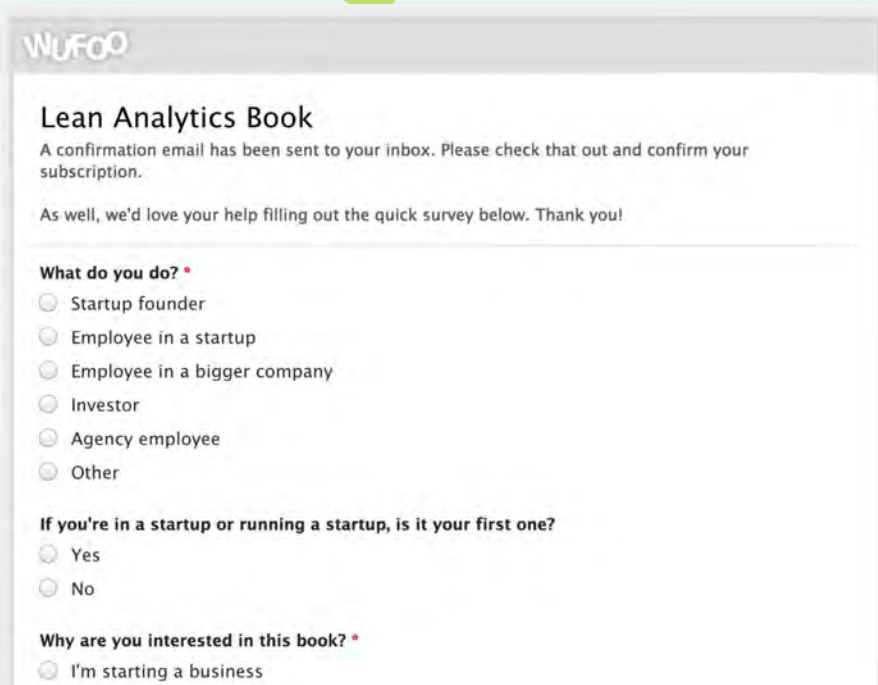 WUFOO
Lean Analytics Book
A confirmation email has been sent to your inbox. Please check that out and confirm your
subscription.
As well, we'd love your help filling out the quick survey below. Thank you!
What do you do? *
Startup founder
Employee in a startup
Employee in a bigger company
Investor
Agency employee
Other
If you're in a startup or running a startup, is it your first one?
Yes
No
Why are you interested in this book? *
I'm starting a business